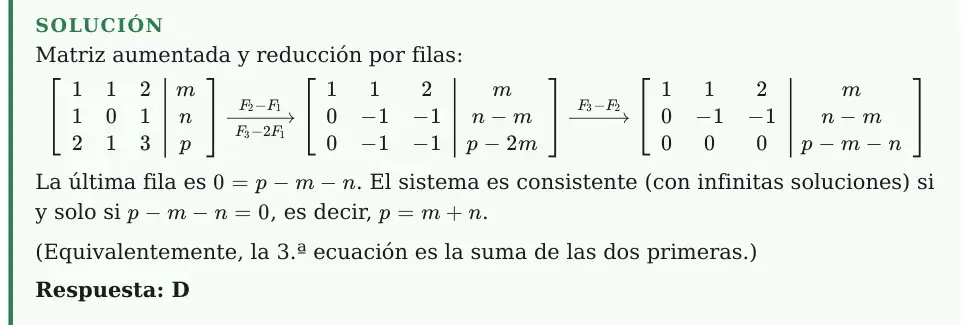 SOLUCIÓN
Matriz aumentada y reducción por filas:
[ 1 1 2 | m ; 1 0 1 | n ; 2 1 3 | p ] F₂−F₁ / F₃−2F₁ → [ 1 1 2 | m ; 0 −1 −1 | n − m ; 0 −1 −1 | p − 2m ] F₃−F₂ → [ 1 1 2 | m ; 0 −1 −1 | n − m ; 0 0 0 | p − m − n ]
La última fila es 0 = p − m − n. El sistema es consistente (con infinitas soluciones) si
y solo si p − m − n = 0, es decir, p = m + n.
(Equivalentemente, la 3.ª ecuación es la suma de las dos primeras.)
Respuesta: D